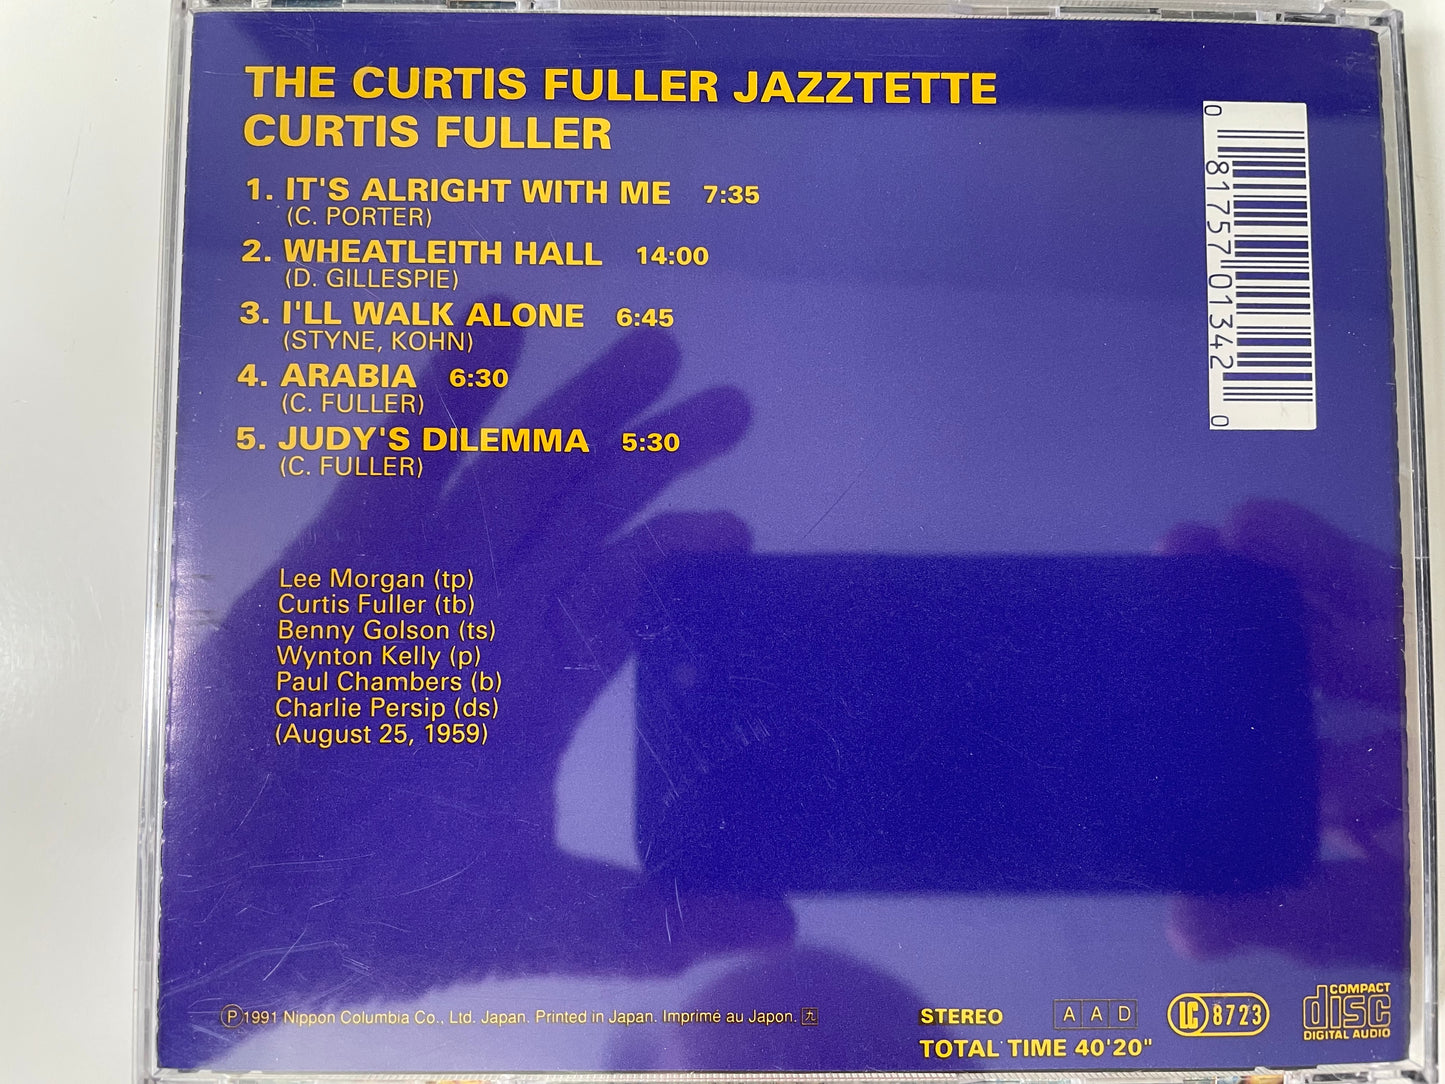 THE CURTIS FULLER JAZZTETTE
CURTIS FULLER
1. IT'S ALRIGHT WITH ME 7:35
(C. PORTER)
2. WHEATLEITH HALL 14:00
(D. GILLESPIE)
3. I'LL WALK ALONE 6:45
(STYNE, KOHN)
4. ARABIA 6:30
(C. FULLER)
5. JUDY'S DILEMMA 5:30
(C. FULLER)
0 81757 01342 0
Lee Morgan (tp)
Curtis Fuller (tb)
Benny Golson (ts)
Wynton Kelly (p)
Paul Chambers (b)
Charlie Persip (ds)
(August 25, 1959)
Ⓟ1991 Nippon Columbia Co., Ltd. Japan. Printed in Japan. Imprimé au Japon. 九
STEREO AAD LC 8723
TOTAL TIME 40'20"
COMPACT
disc
DIGITAL AUDIO